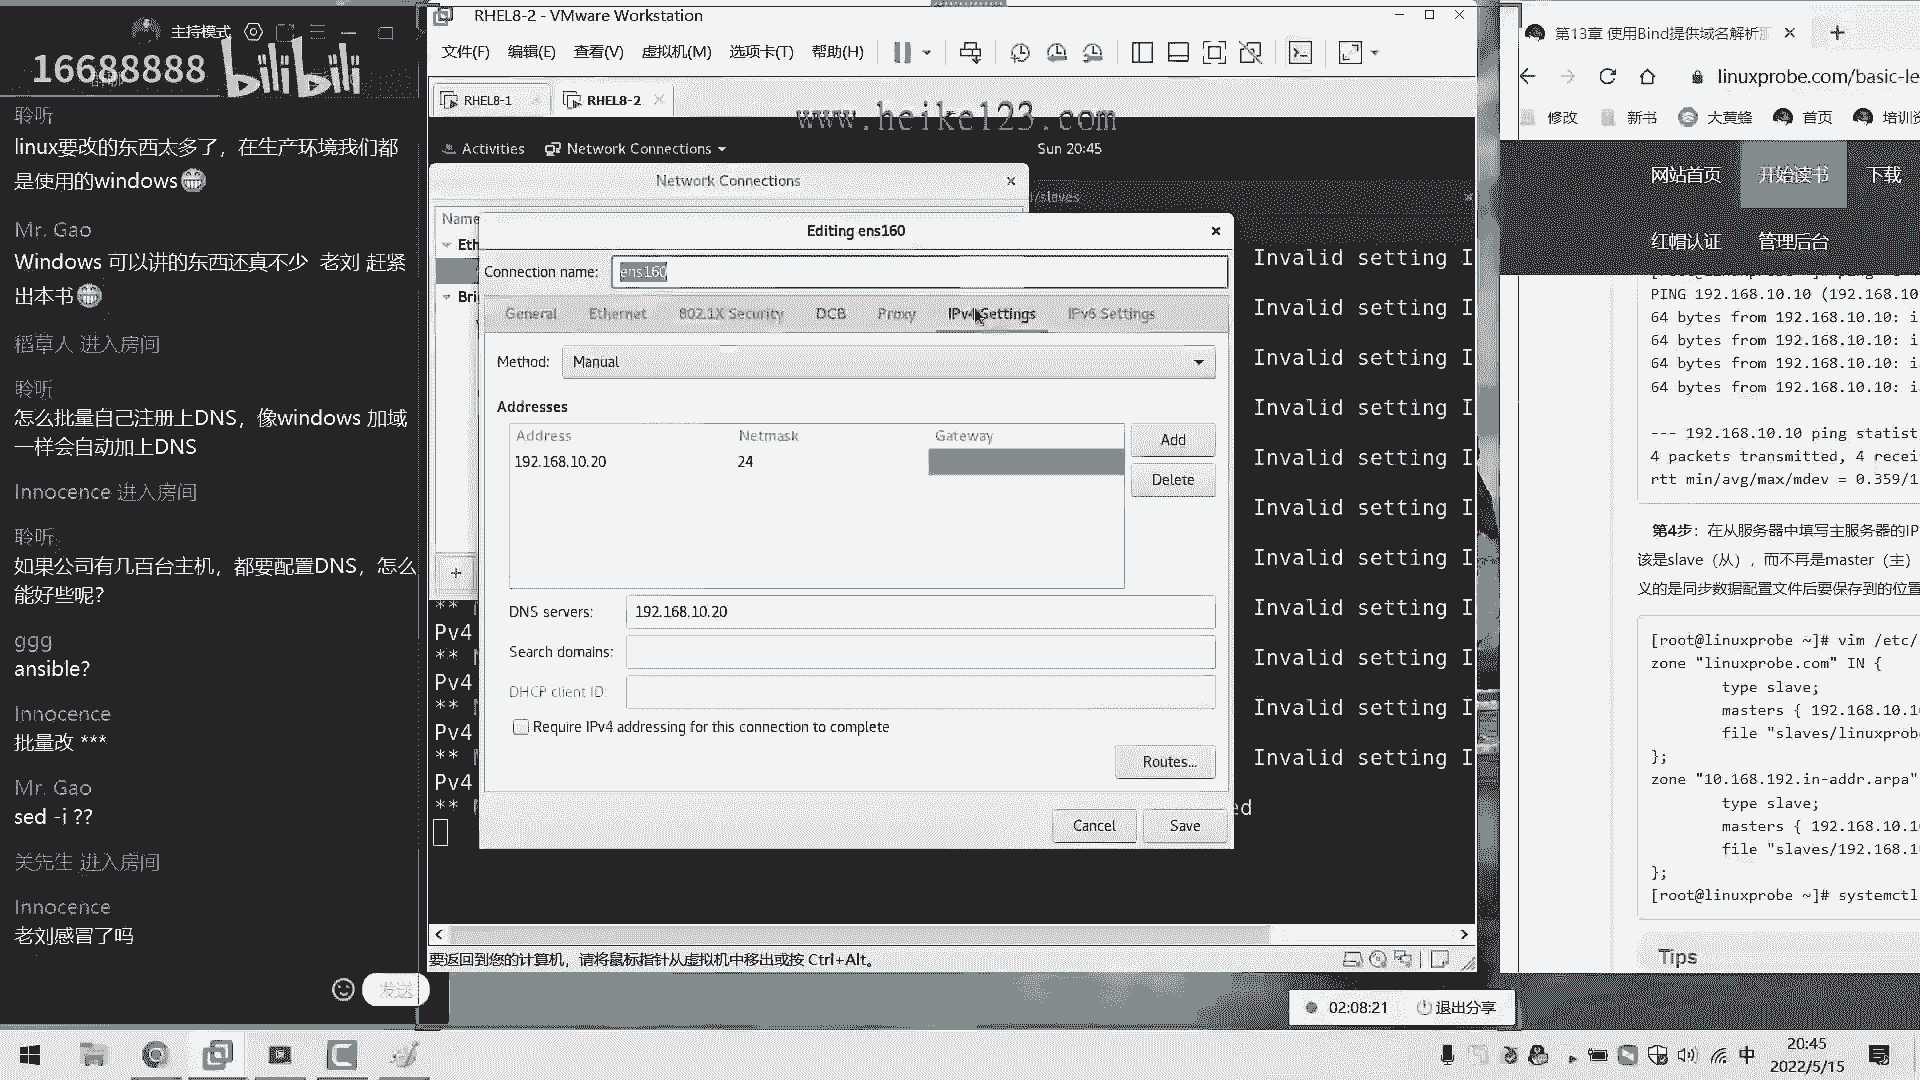 主持模式
16688888
bilibili
聆听
linux要改的东西太多了，在生产环境我们都
是使用的windows
Mr. Gao
Windows 可以讲的东西还真不少 老刘 赶紧
出本书
稻草人 进入房间
聆听
怎么批量自己注册上DNS，像windows 加域
一样会自动加上DNS
Innocence 进入房间
聆听
如果公司有几百台主机，都要配置DNS，怎么
能好些呢?
ggg
ansible?
Innocence
批量改 ***
Mr. Gao
sed -i ??
关先生 进入房间
Innocence
老刘感冒了吗
发送
RHEL8-2 - VMware Workstation
文件(F) 编辑(E) 查看(V) 虚拟机(M) 选项卡(T) 帮助(H)
RHEL8-1
RHEL8-2
www.heike123.com
Activities
Network Connections
Sun 20:45
Network Connections
/slaves
Name
Eth
Bri
Editing ens160
Connection name: ens160
General Ethernet 802.1X Security DCB Proxy IPv4 Settings IPv6 Settings
Method: Manual
Addresses
Address Netmask Gateway
192.168.10.20 24
Add
Delete
DNS servers: 192.168.10.20
Search domains:
DHCP client ID:
Require IPv4 addressing for this connection to complete
Routes...
Cancel
Save
Invalid setting I
Invalid setting I
Invalid setting I
Invalid setting I
Invalid setting I
Invalid setting I
Invalid setting I
Invalid setting I
Invalid setting I
Invalid setting I
Invalid setting I
**
Pv4
**
Pv4
**
Pv4
**
Pv4
**
ed
要返回到您的计算机，请将鼠标指针从虚拟机中移出或按 Ctrl+Alt。
02:08:21
退出分享
第13章 使用Bind提供域名解析服
linuxprobe.com/basic-le
修改 新书 大黄蜂 首页 培训资
网站首页 开始读书 下载
红帽认证 管理后台
PING 192.168.10.10 (192.168.10
64 bytes from 192.168.10.10: i
64 bytes from 192.168.10.10: i
64 bytes from 192.168.10.10: i
64 bytes from 192.168.10.10: i
--- 192.168.10.10 ping statist
4 packets transmitted, 4 recei
rtt min/avg/max/mdev = 0.359/1
第4步：在从服务器中填写主服务器的IP
该是slave（从），而不再是master（主）
义的是同步数据配置文件后要保存到的位置
[root@linuxprobe ~]# vim /etc/
zone "linuxprobe.com" IN {
type slave;
masters { 192.168.10.1
file "slaves/linuxprobe
};
zone "10.168.192.in-addr.arpa"
type slave;
masters { 192.168.10.1
file "slaves/192.168.1
};
[root@linuxprobe ~]# systemctl
Tips
中
20:45
2022/5/15